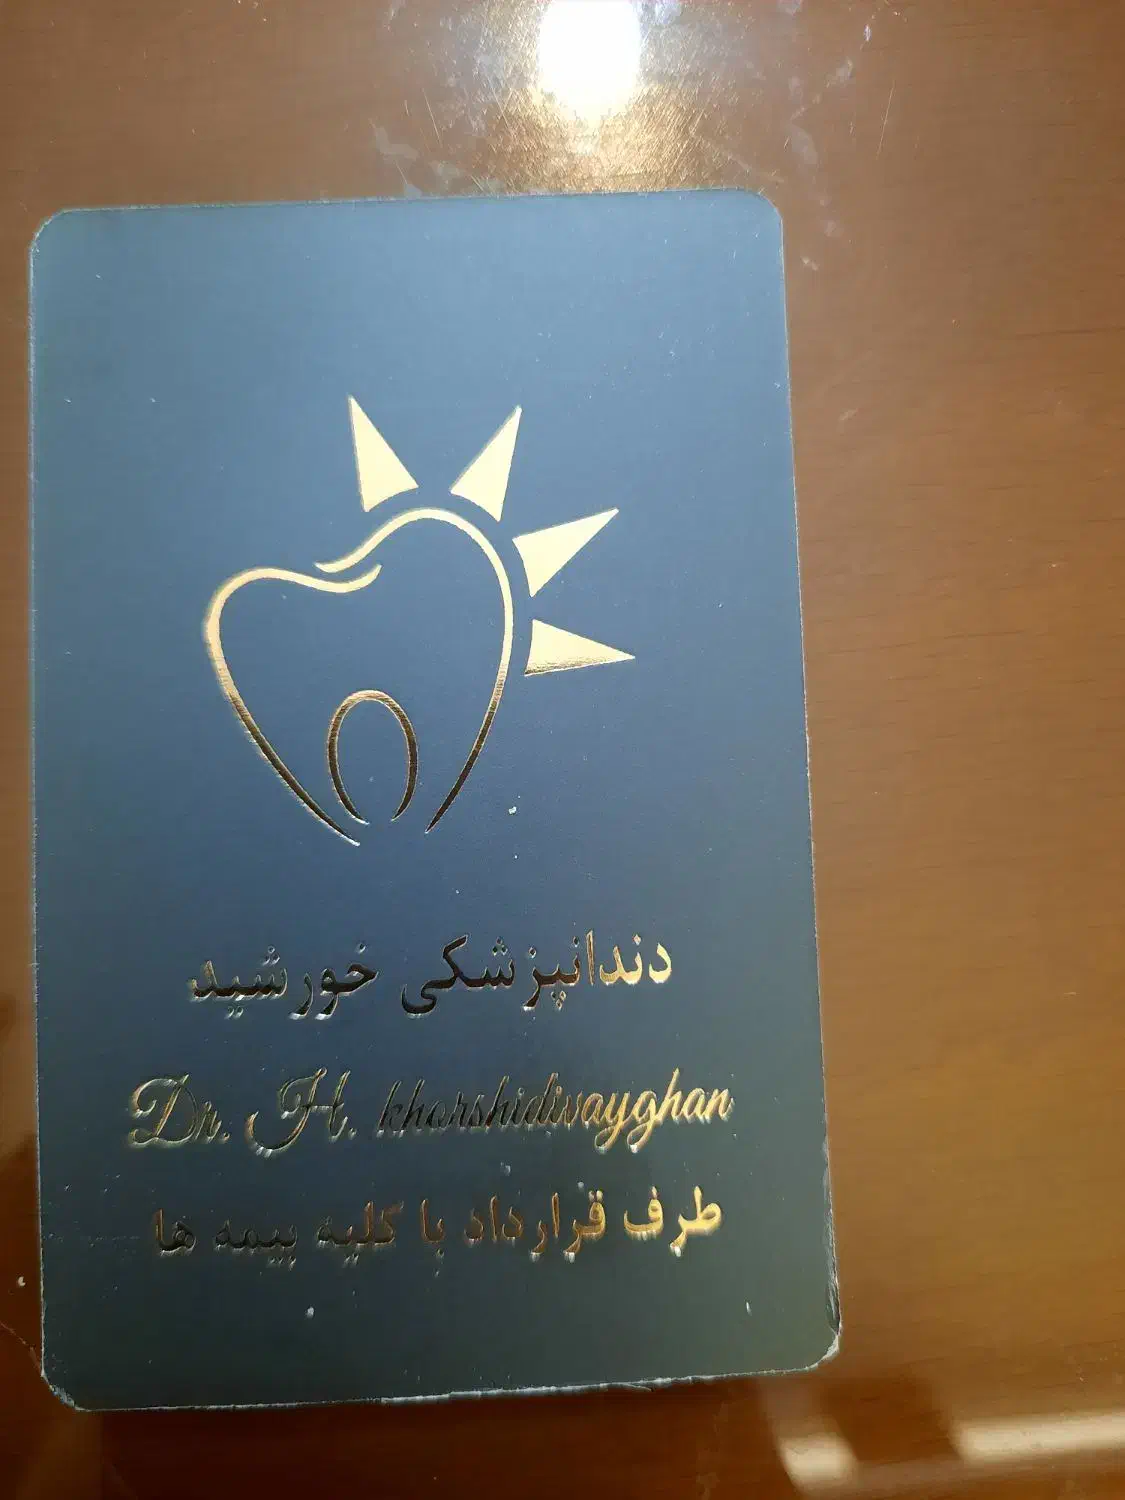 دندانپزشکی خورشید
Dr. H. khorshidivayghan
طرف قرارداد با کلیه بیمه ها